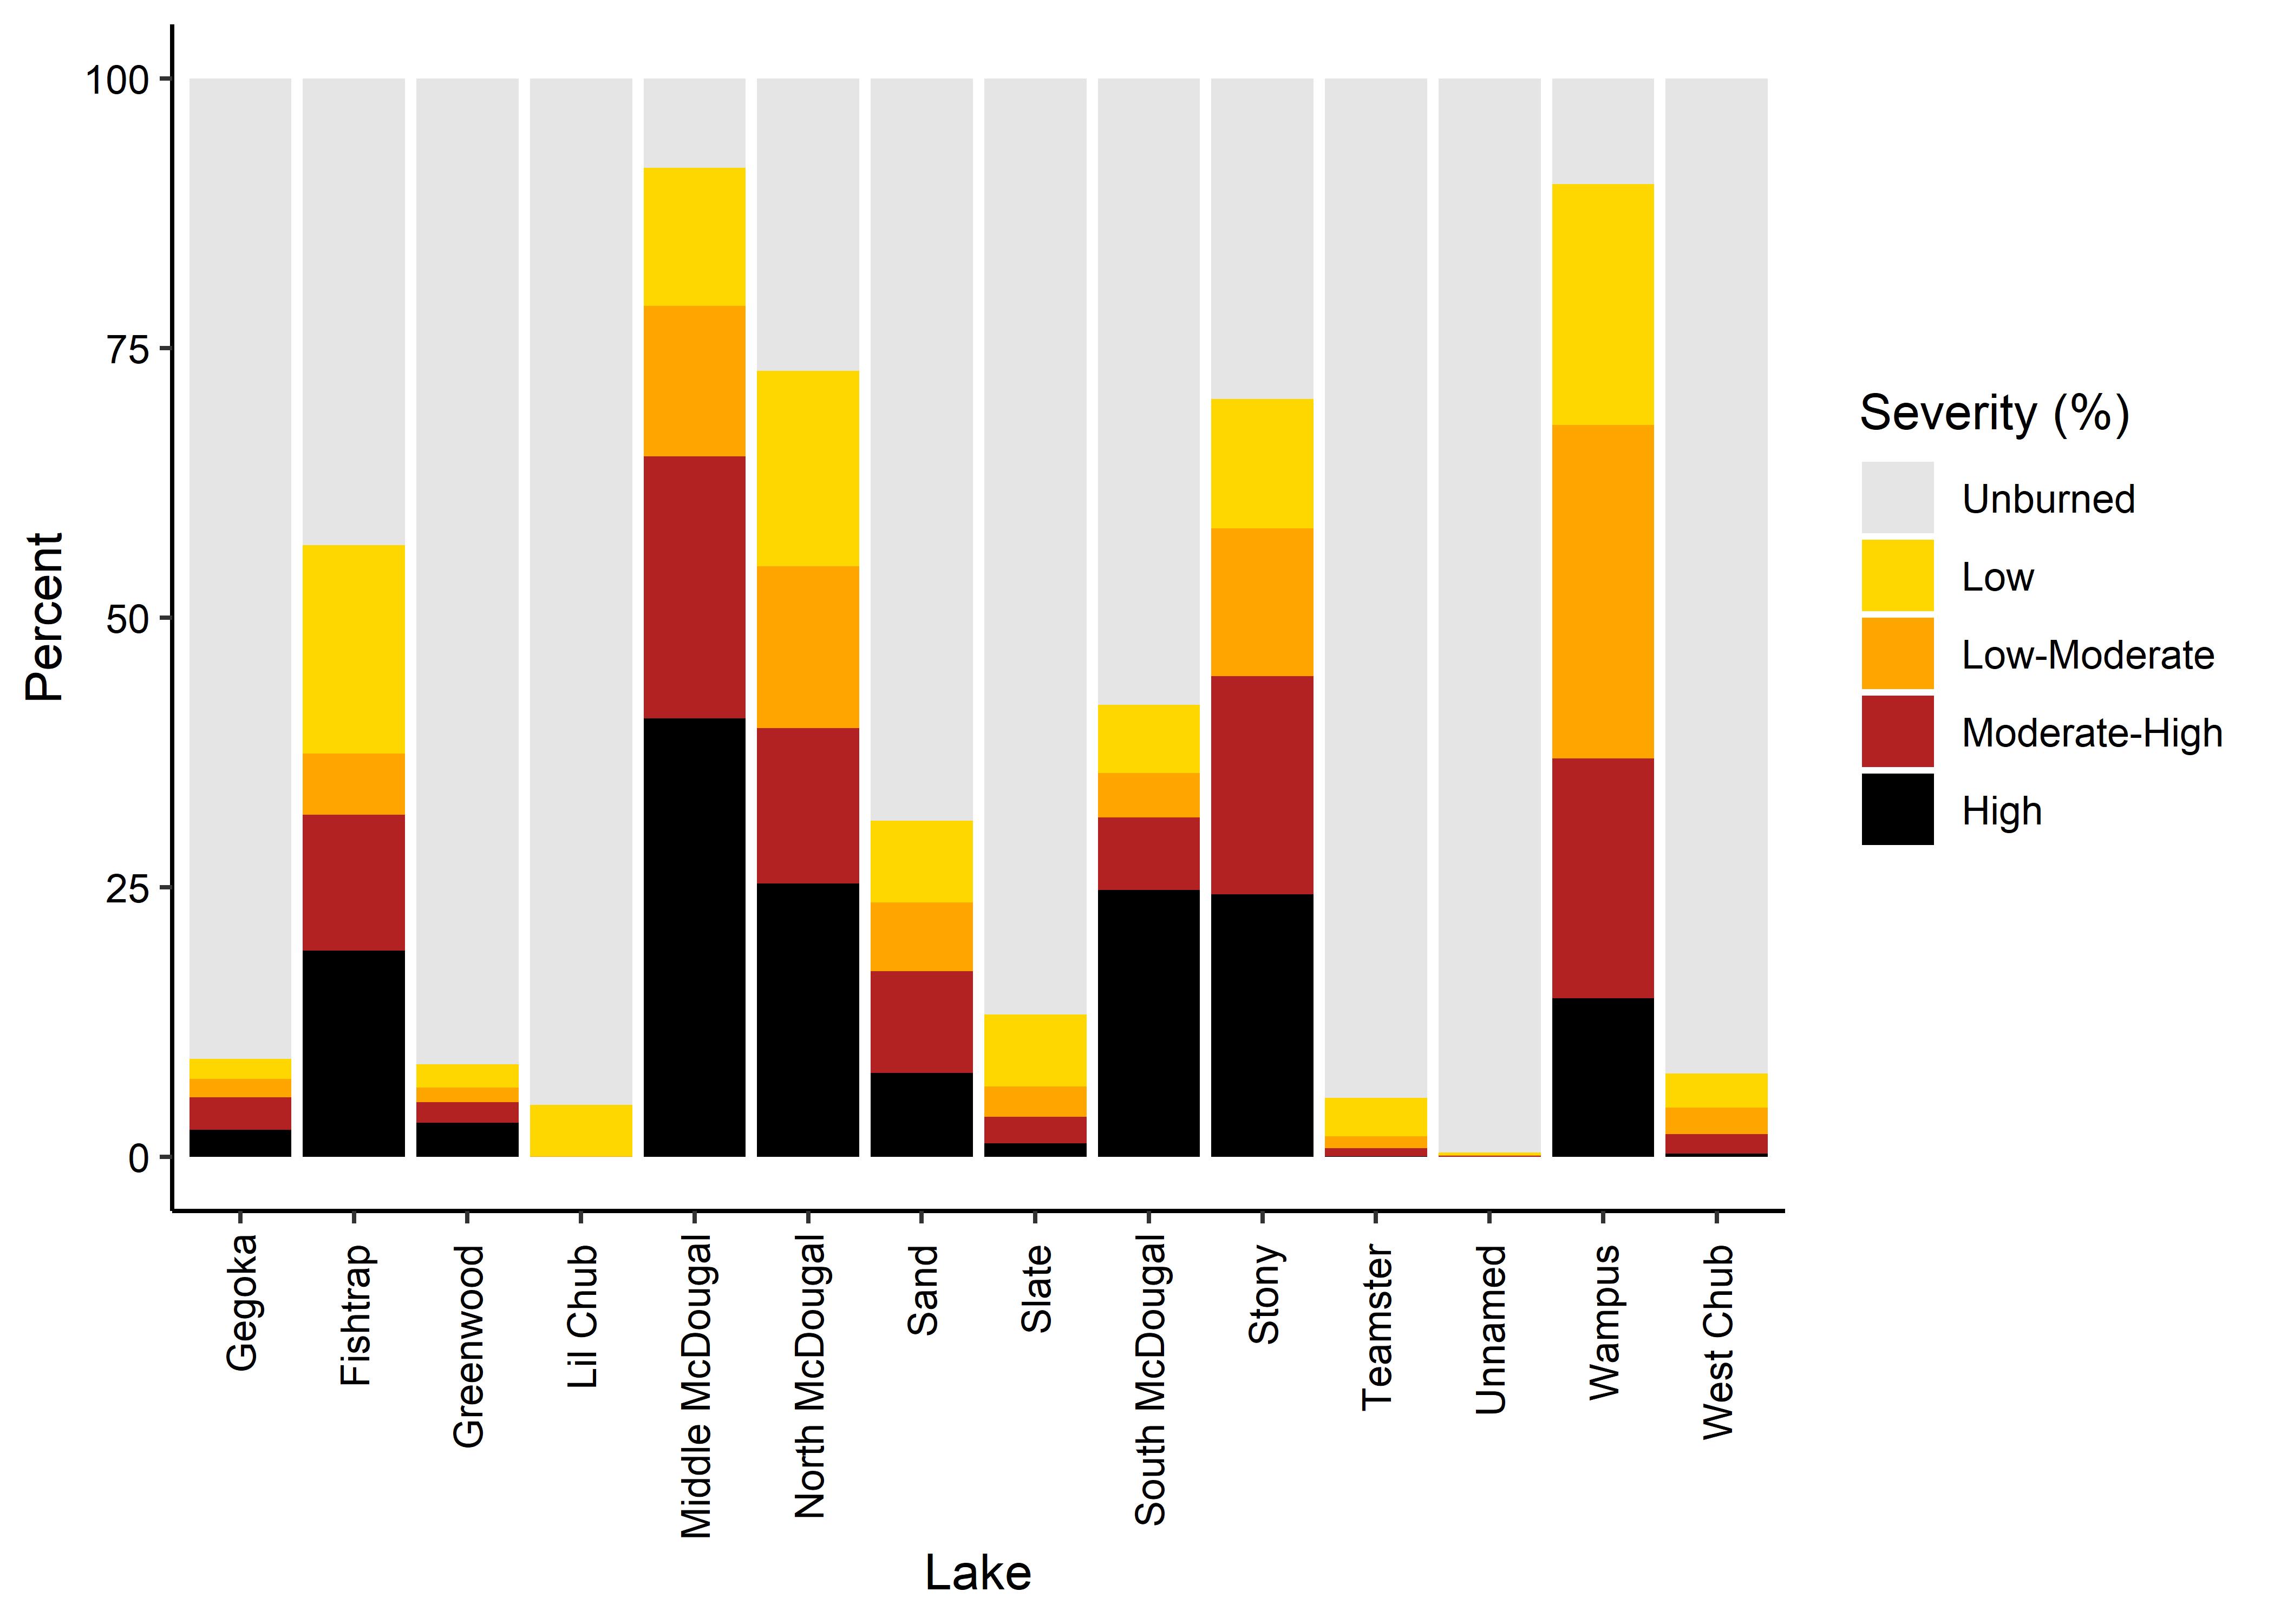 100
75
50
25
0
Percent
Gegoka
Fishtrap
Greenwood
Lil Chub
Middle McDougal
North McDougal
Sand
Slate
South McDougal
Stony
Teamster
Unnamed
Wampus
West Chub
Lake
Severity (%)
Unburned
Low
Low-Moderate
Moderate-High
High